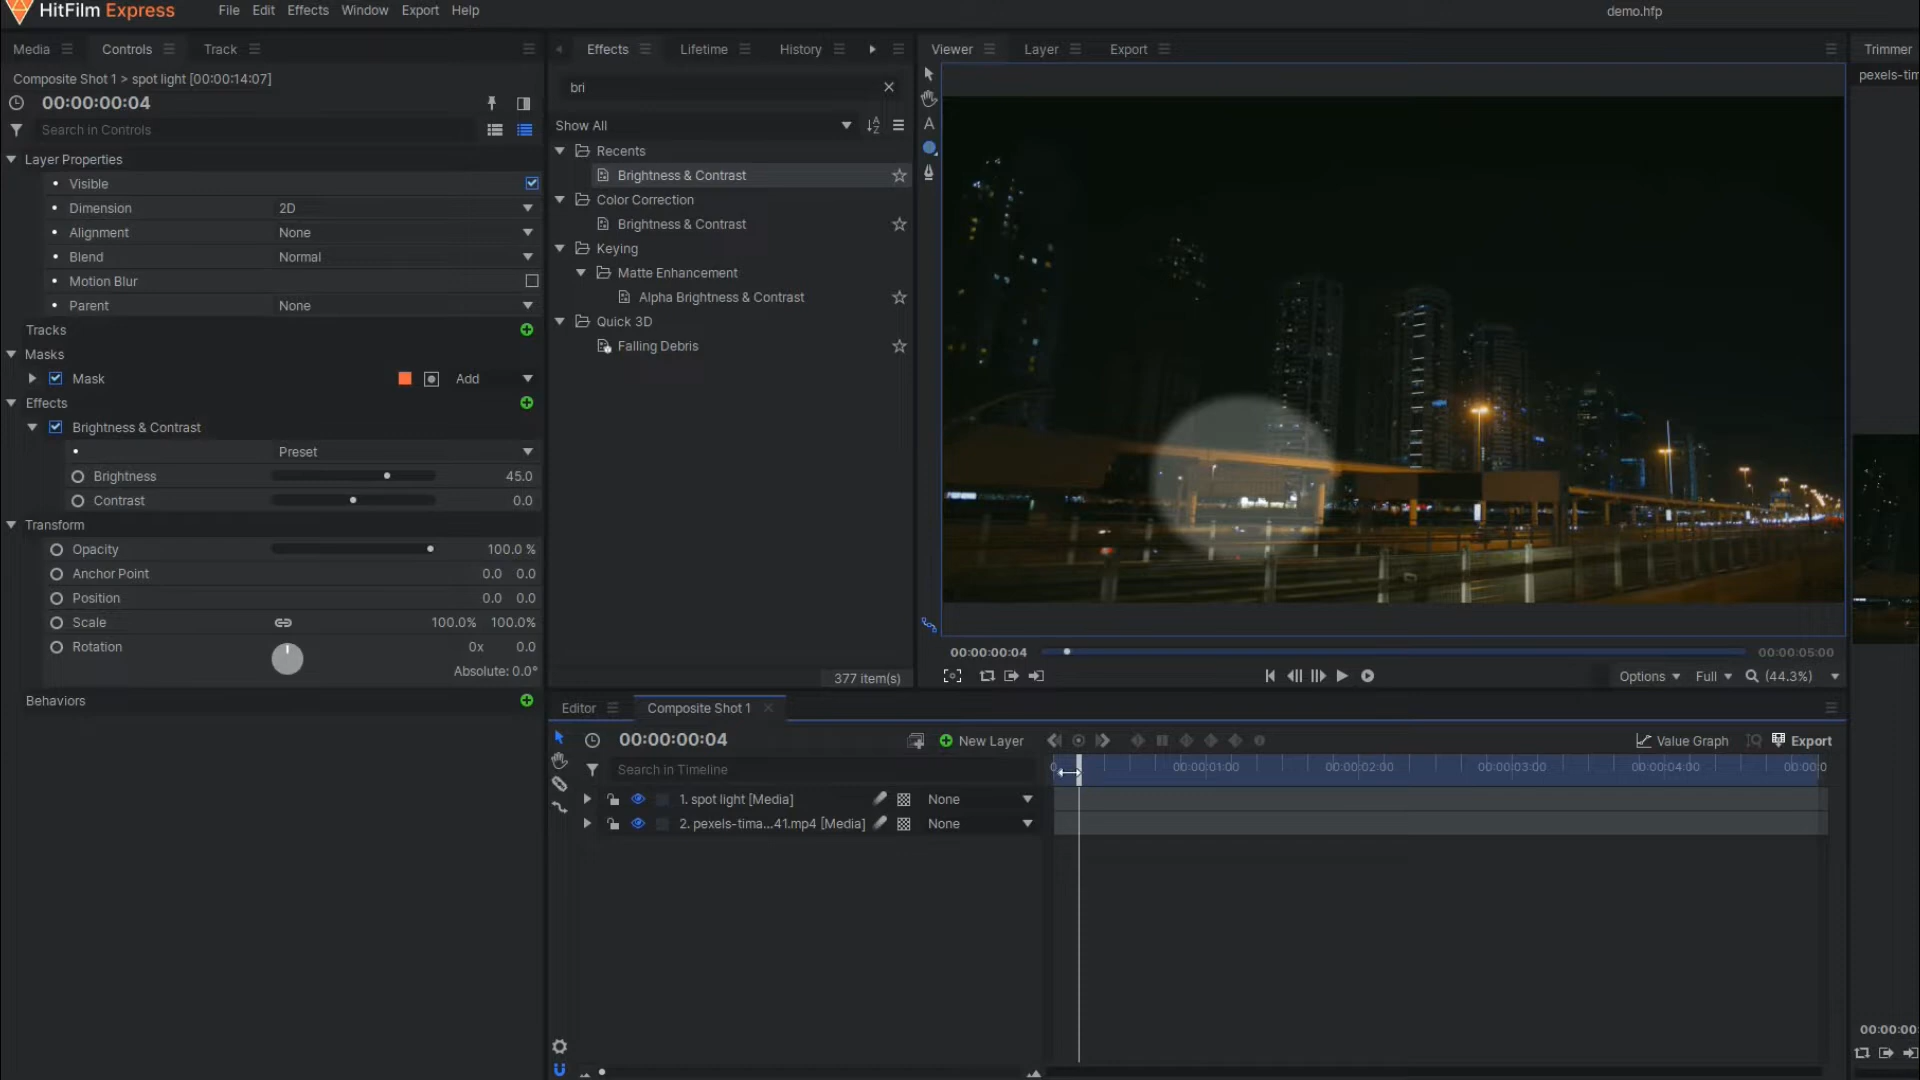 HitFilm Express
File Edit Effects Window Export Help
demo.hfp
Media Controls Track
Composite Shot 1 > spot light [00:00:14:07]
00:00:00:04
Search in Controls
Layer Properties
Visible
Dimension 2D
Alignment None
Blend Normal
Motion Blur
Parent None
Tracks
Masks
Mask Add
Effects
Brightness & Contrast
Preset
Brightness 45.0
Contrast 0.0
Transform
Opacity 100.0 %
Anchor Point 0.0 0.0
Position 0.0 0.0
Scale 100.0% 100.0%
Rotation 0x 0.0
Absolute: 0.0°
Behaviors
Effects Lifetime History
bri
Show All
Recents
Brightness & Contrast
Color Correction
Brightness & Contrast
Keying
Matte Enhancement
Alpha Brightness & Contrast
Quick 3D
Falling Debris
377 item(s)
Viewer Layer Export
A
00:00:00:04 00:00:05:00
Options Full (44.3%)
Trimmer
pexels-tim
00:00:00
Editor Composite Shot 1
00:00:00:04 New Layer Value Graph Export
Search in Timeline
0 00:00:01:00 00:00:02:00 00:00:03:00 00:00:04:00 00:00:0
1. spot light [Media] None
2. pexels-tima...41.mp4 [Media] None